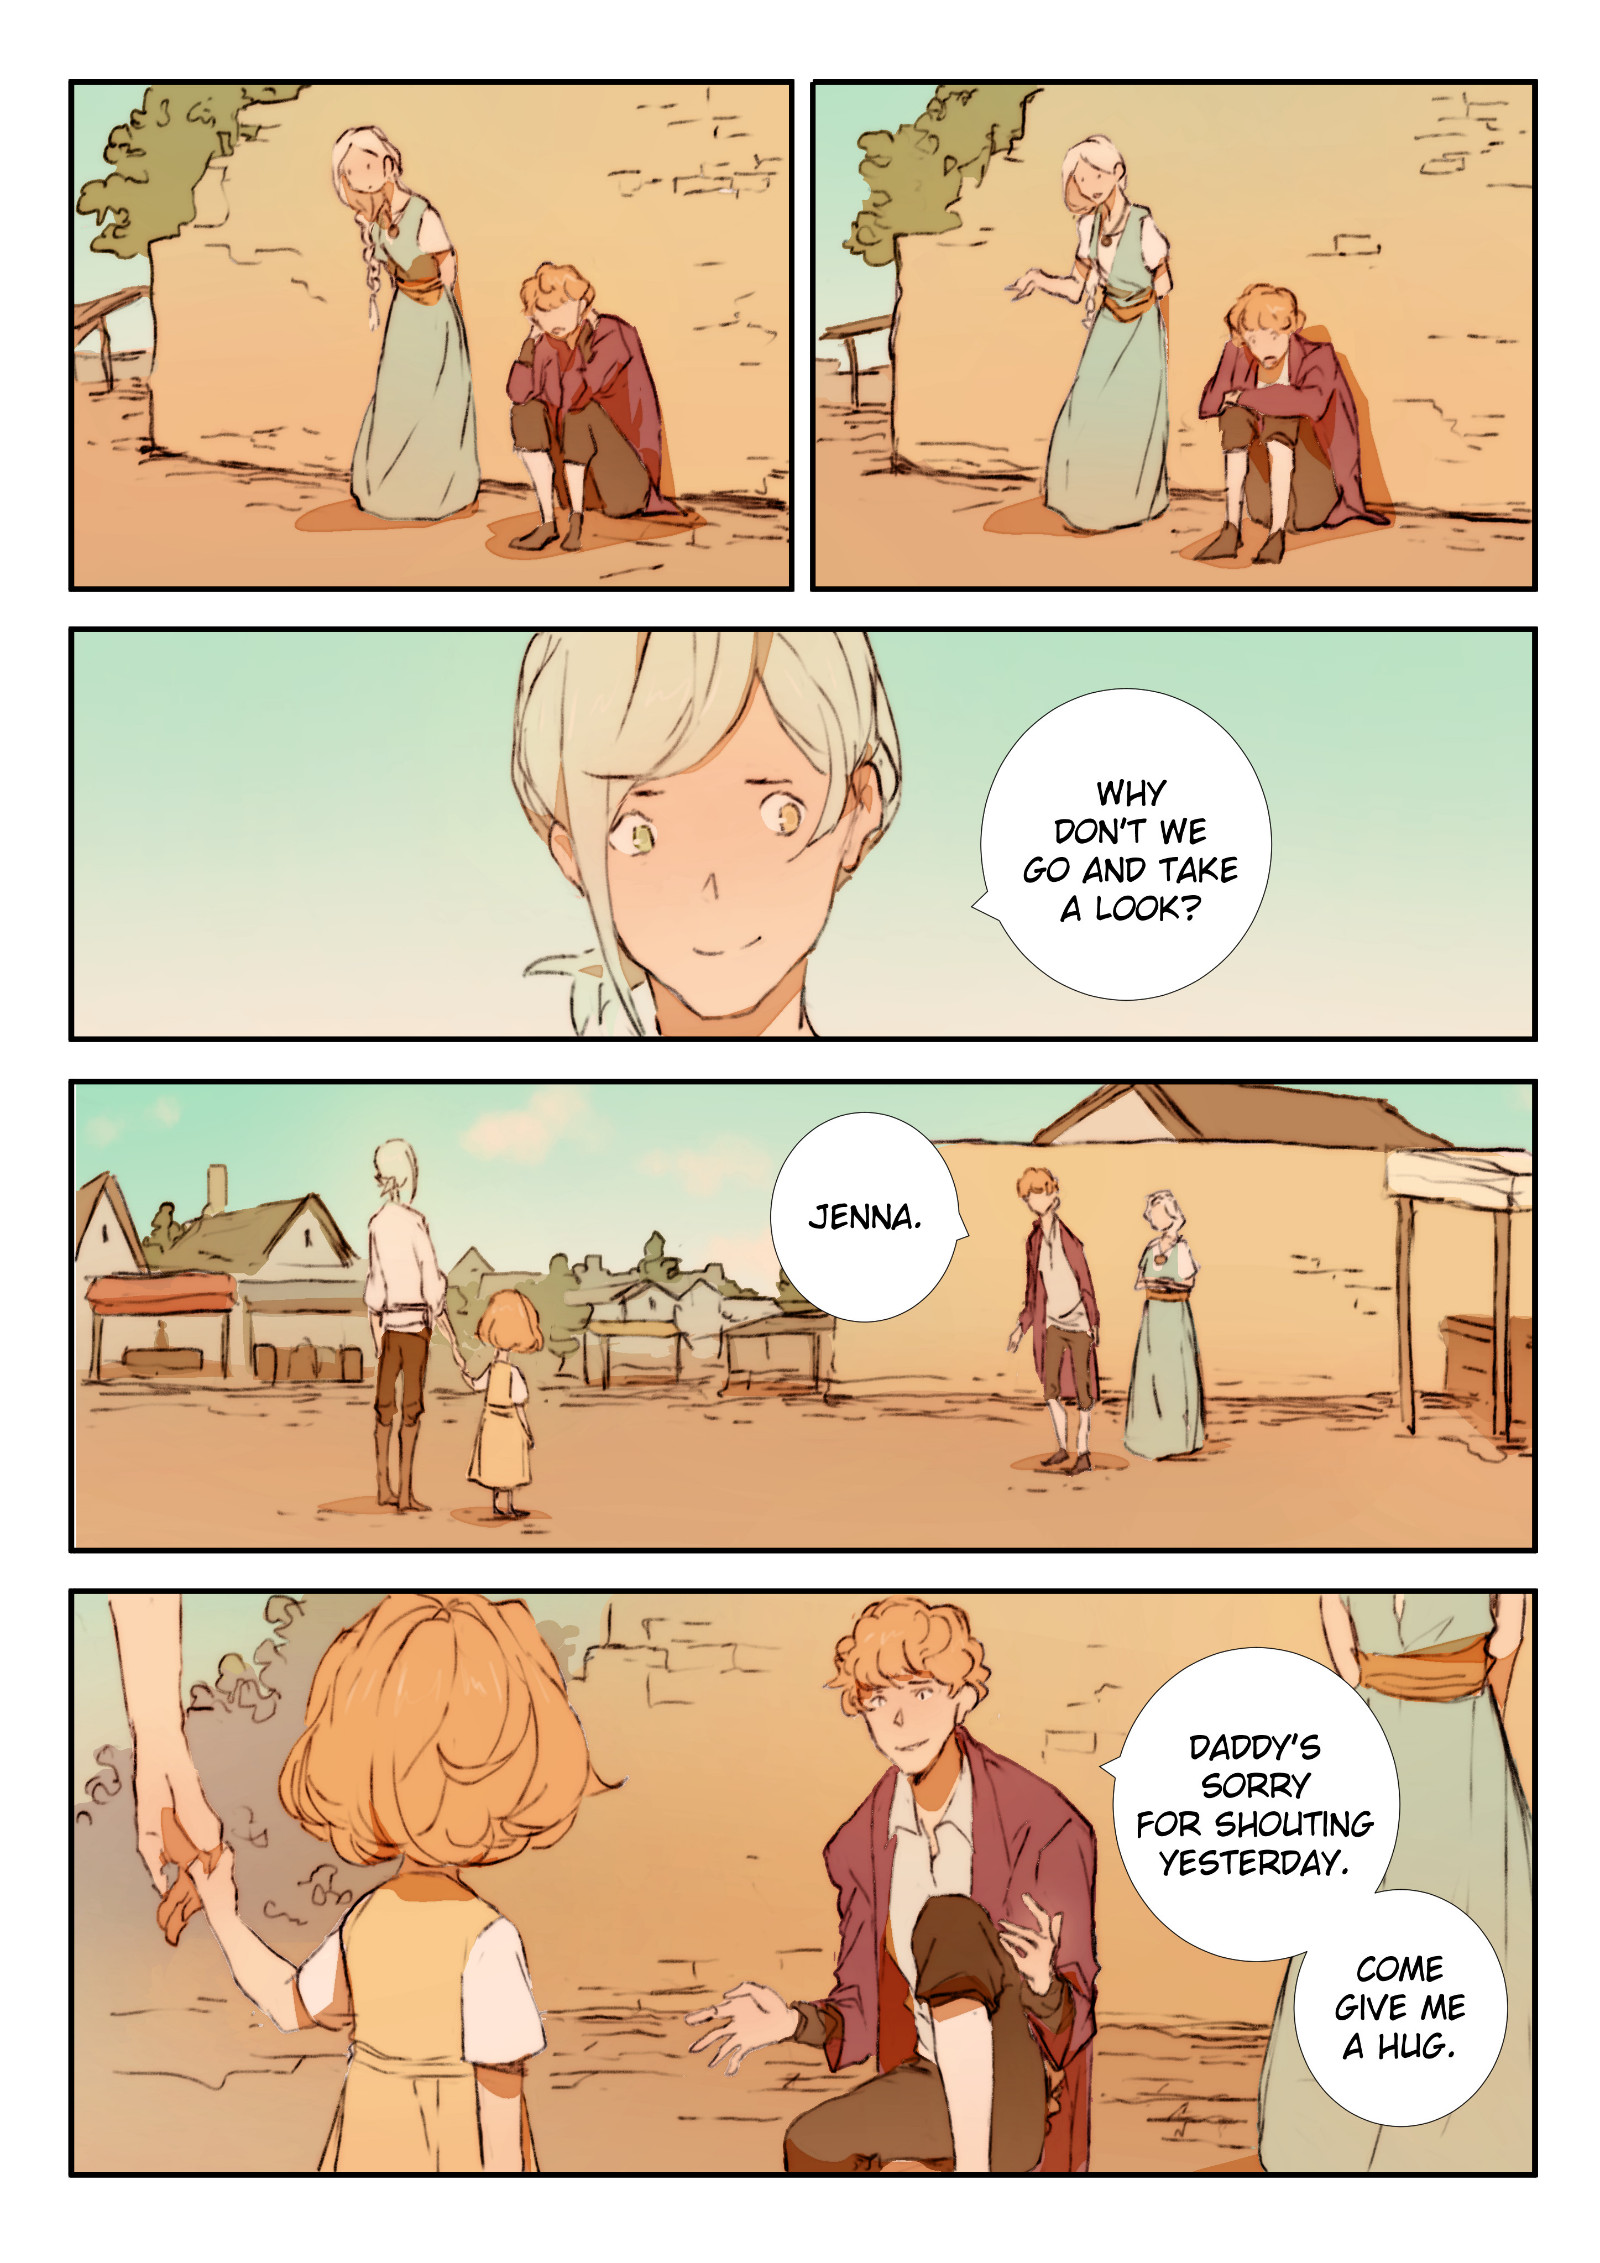 WHY
DON'T WE
GO AND TAKE
A LOOK?
JENNA.
DADDY'S
SORRY
FOR SHOUTING
YESTERDAY.
COME
GIVE ME
A HUG.